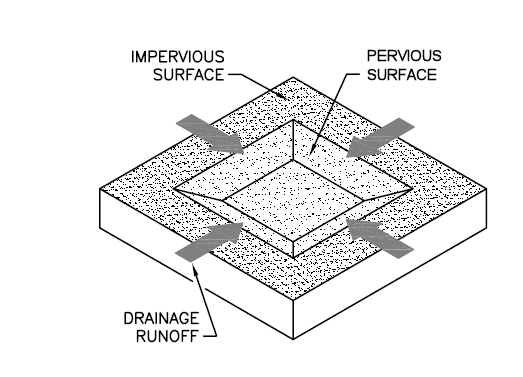 IMPERVIOUS
SURFACE
PERVIOUS
SURFACE
DRAINAGE
RUNOFF